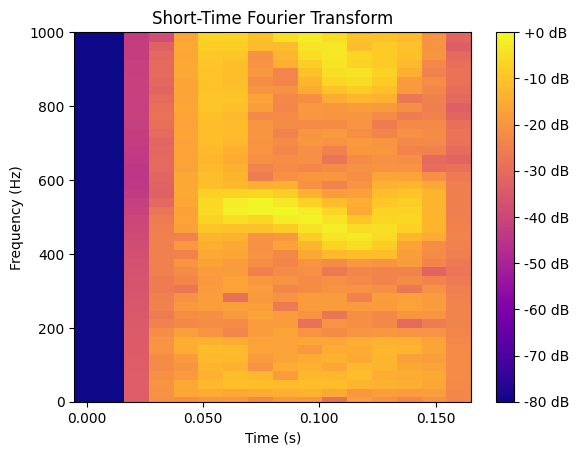 Short-Time Fourier Transform
1000
800
600
400
200
0
Frequency (Hz)
0.000
0.050
0.100
0.150
Time (s)
+0 dB
-10 dB
-20 dB
-30 dB
-40 dB
-50 dB
-60 dB
-70 dB
-80 dB